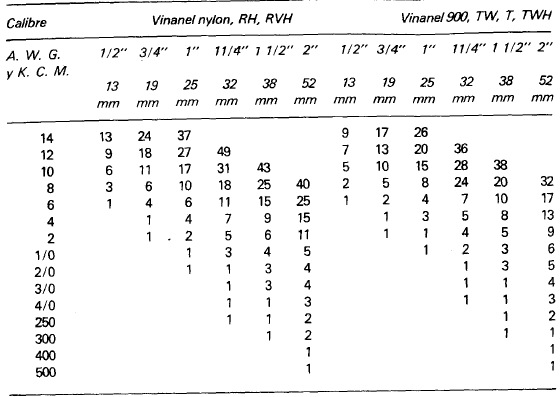 Calibre Vinanel nylon, RH, RVH Vinanel 900, TW, T, TWH
A. W. G. 1/2" 3/4" 1" 11/4" 1 1/2" 2" 1/2" 3/4" 1" 11/4" 1 1/2" 2"
y K. C. M.
13 19 25 32 38 52 13 19 25 32 38 52
mm mm mm mm mm mm mm mm mm mm mm mm
14 13 24 37 9 17 26
12 9 18 27 49 7 13 20 36
10 6 11 17 31 43 5 10 15 28 38
8 3 6 10 18 25 40 2 5 8 24 20 32
6 1 4 6 11 15 25 1 2 4 7 10 17
4 1 4 7 9 15 1 3 5 8 13
2 1 2 5 6 11 1 1 4 5 9
1/0 1 3 4 5 1 2 3 6
2/0 1 1 3 4 1 3 5
3/0 1 3 4 1 1 4
4/0 1 1 3 1 1 3
250 1 1 2 1 2
300 1 2 1 1
400 1 1
500 1 1